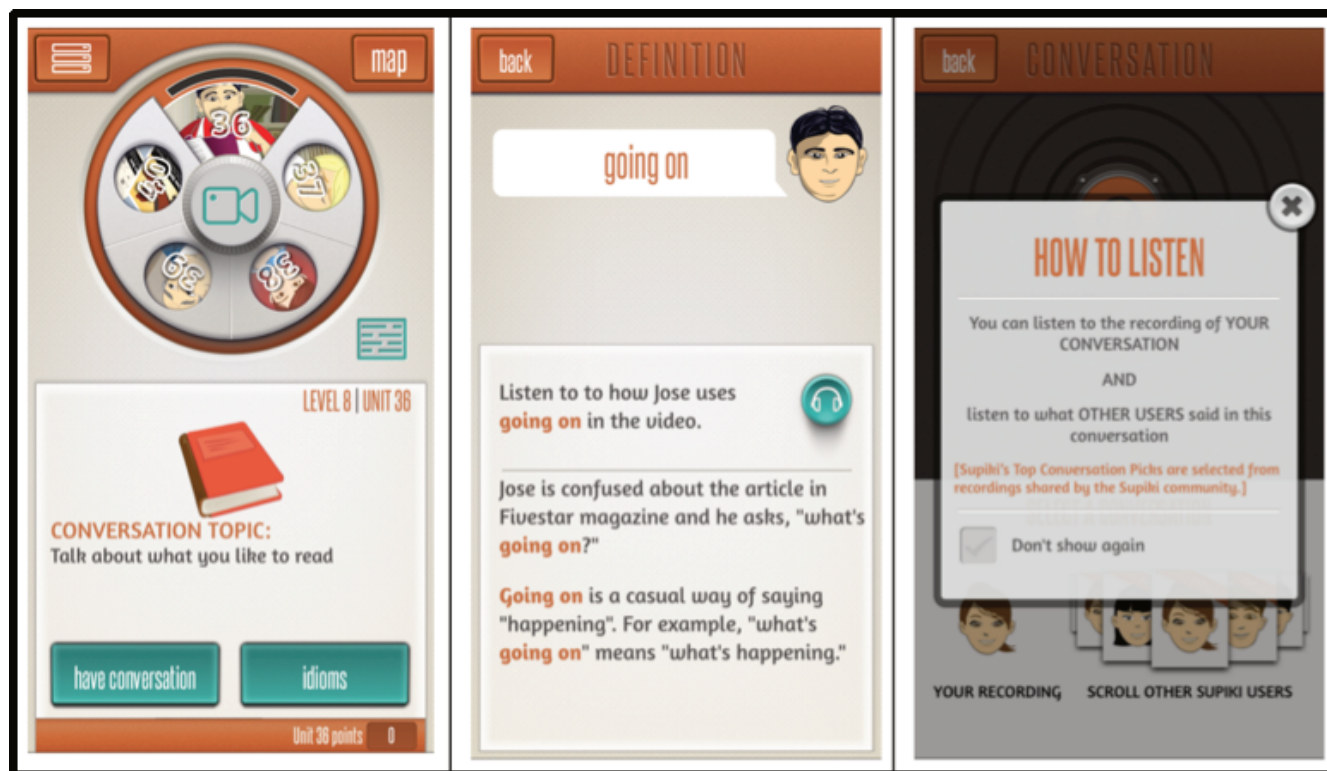 map
36
40
37
39
38
LEVEL 8 | UNIT 36
CONVERSATION TOPIC:
Talk about what you like to read
have conversation
idioms
Unit 36 points 0
back
DEFINITION
going on
Listen to to how Jose uses
going on in the video.
Jose is confused about the article in
Fivestar magazine and he asks, "what's
going on?"
Going on is a casual way of saying
"happening". For example, "what's
going on" means "what's happening."
back
CONVERSATION
HOW TO LISTEN
You can listen to the recording of YOUR
CONVERSATION
AND
listen to what OTHER USERS said in this
conversation
[Supiki's Top Conversation Picks are selected from
recordings shared by the Supiki community.]
SELECT A CONVERSATION
Don't show again
YOUR RECORDING
SCROLL OTHER SUPIKI USERS